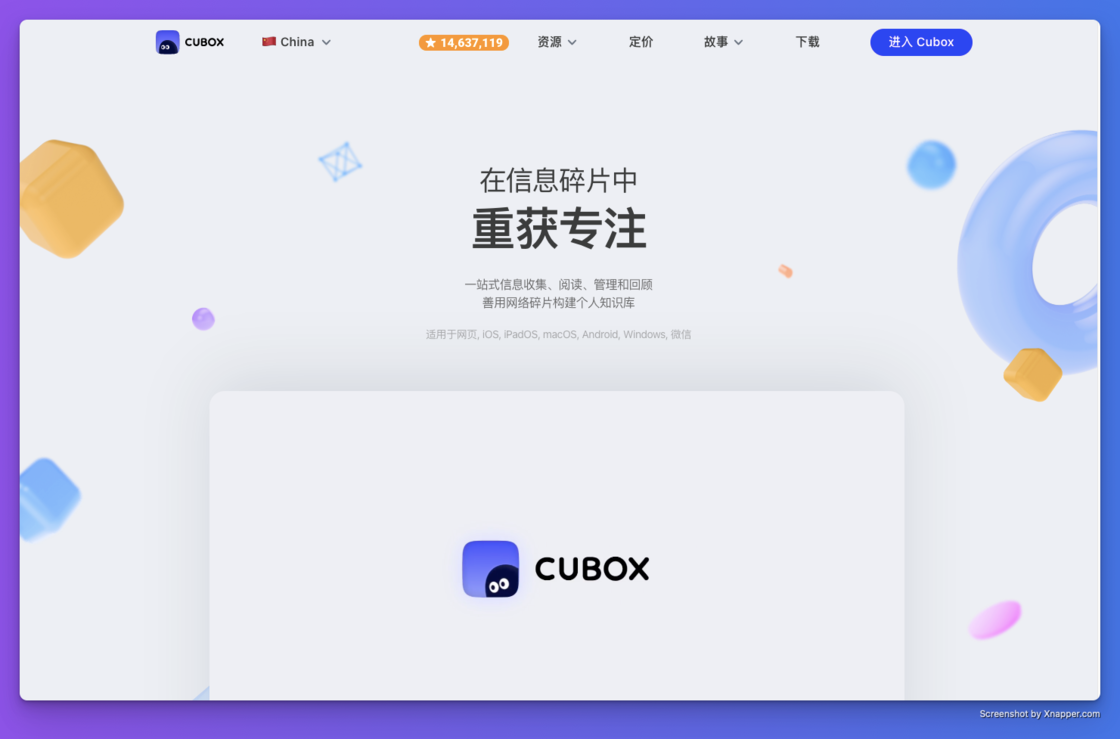 CUBOX
China
14,637,119
资源
定价
故事
下载
进入 Cubox
在信息碎片中
重获专注
一站式信息收集、阅读、管理和回顾
善用网络碎片构建个人知识库
适用于网页, iOS, iPadOS, macOS, Android, Windows, 微信
CUBOX
Screenshot by Xnapper.com